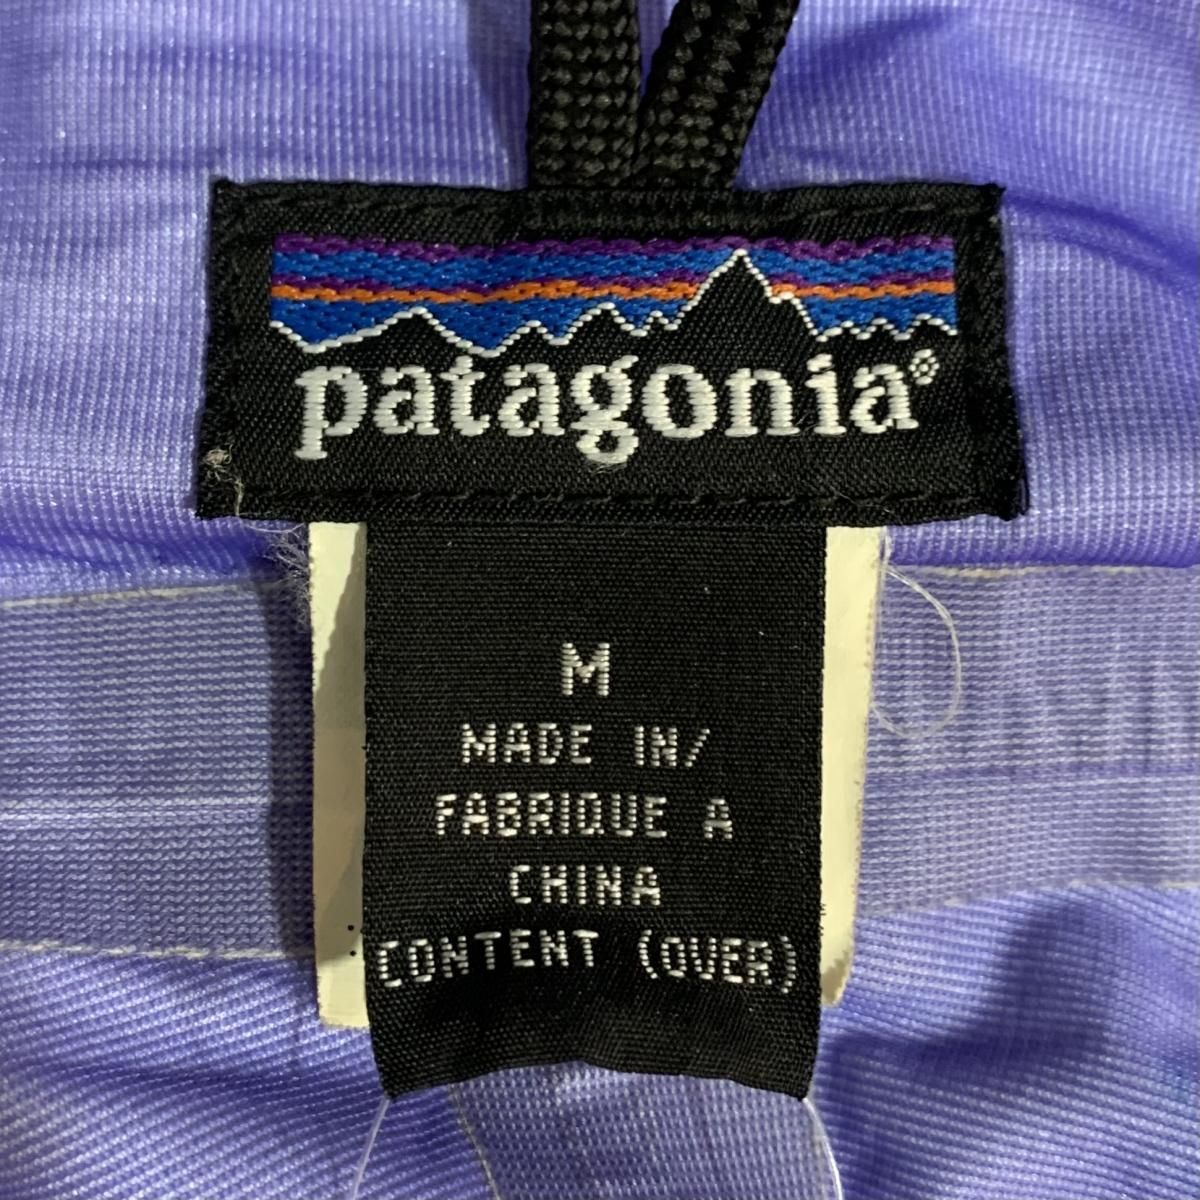 patagonia®
M
MADE IN/
FABRIQUE A
CHINA
CONTENT (OVER)